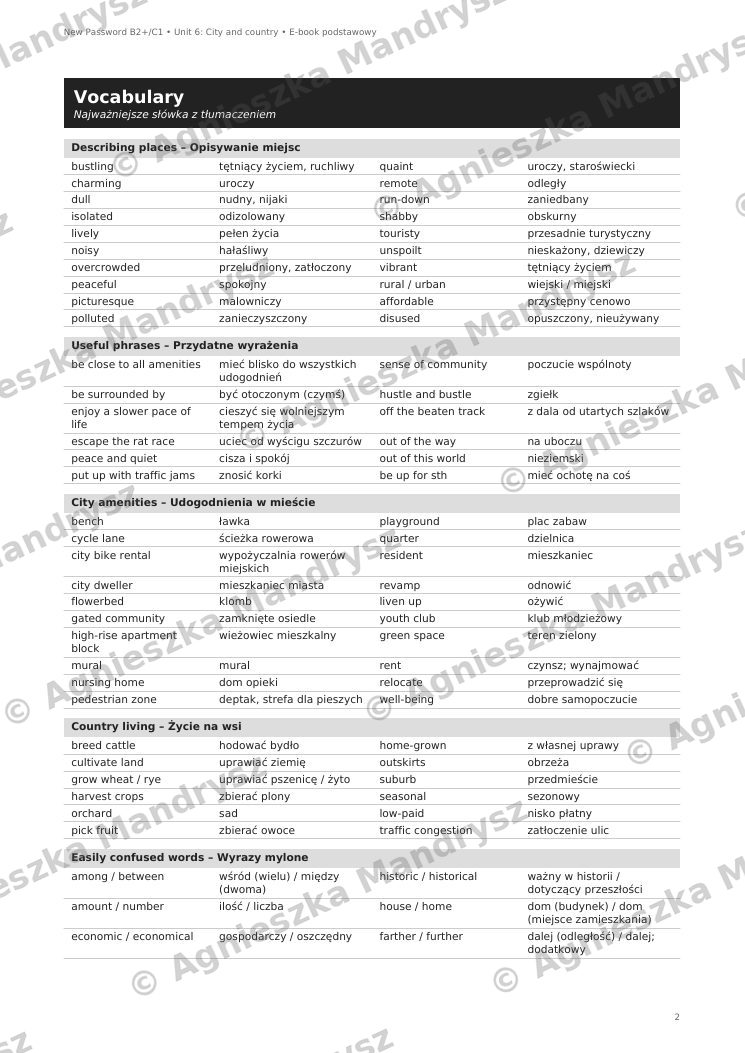 New Password B2+/C1 • Unit 6: City and country • E-book podstawowy
Vocabulary
Najważniejsze słówka z tłumaczeniem
Describing places – Opisywanie miejsc
bustling tętniący życiem, ruchliwy quaint uroczy, staroświecki
charming uroczy remote odległy
dull nudny, nijaki run-down zaniedbany
isolated odizolowany shabby obskurny
lively pełen życia touristy przesadnie turystyczny
noisy hałaśliwy unspoilt nieskażony, dziewiczy
overcrowded przeludniony, zatłoczony vibrant tętniący życiem
peaceful spokojny rural / urban wiejski / miejski
picturesque malowniczy affordable przystępny cenowo
polluted zanieczyszczony disused opuszczony, nieużywany
Useful phrases – Przydatne wyrażenia
be close to all amenities mieć blisko do wszystkich sense of community poczucie wspólnoty
udogodnień
be surrounded by być otoczonym (czymś) hustle and bustle zgiełk
enjoy a slower pace of cieszyć się wolniejszym off the beaten track z dala od utartych szlaków
life tempem życia
escape the rat race uciec od wyścigu szczurów out of the way na uboczu
peace and quiet cisza i spokój out of this world nieziemski
put up with traffic jams znosić korki be up for sth mieć ochotę na coś
City amenities – Udogodnienia w mieście
bench ławka playground plac zabaw
cycle lane ścieżka rowerowa quarter dzielnica
city bike rental wypożyczalnia rowerów resident mieszkaniec
miejskich
city dweller mieszkaniec miasta revamp odnowić
flowerbed klomb liven up ożywić
gated community zamknięte osiedle youth club klub młodzieżowy
high-rise apartment wieżowiec mieszkalny green space teren zielony
block
mural mural rent czynsz; wynajmować
nursing home dom opieki relocate przeprowadzić się
pedestrian zone deptak, strefa dla pieszych well-being dobre samopoczucie
Country living – Życie na wsi
breed cattle hodować bydło home-grown z własnej uprawy
cultivate land uprawiać ziemię outskirts obrzeża
grow wheat / rye uprawiać pszenicę / żyto suburb przedmieście
harvest crops zbierać plony seasonal sezonowy
orchard sad low-paid nisko płatny
pick fruit zbierać owoce traffic congestion zatłoczenie ulic
Easily confused words – Wyrazy mylone
among / between wśród (wielu) / między historic / historical ważny w historii /
(dwoma) dotyczący przeszłości
amount / number ilość / liczba house / home dom (budynek) / dom
(miejsce zamieszkania)
economic / economical gospodarczy / oszczędny farther / further dalej (odległość) / dalej;
dodatkowy
2
© Agnieszka Mandrysz